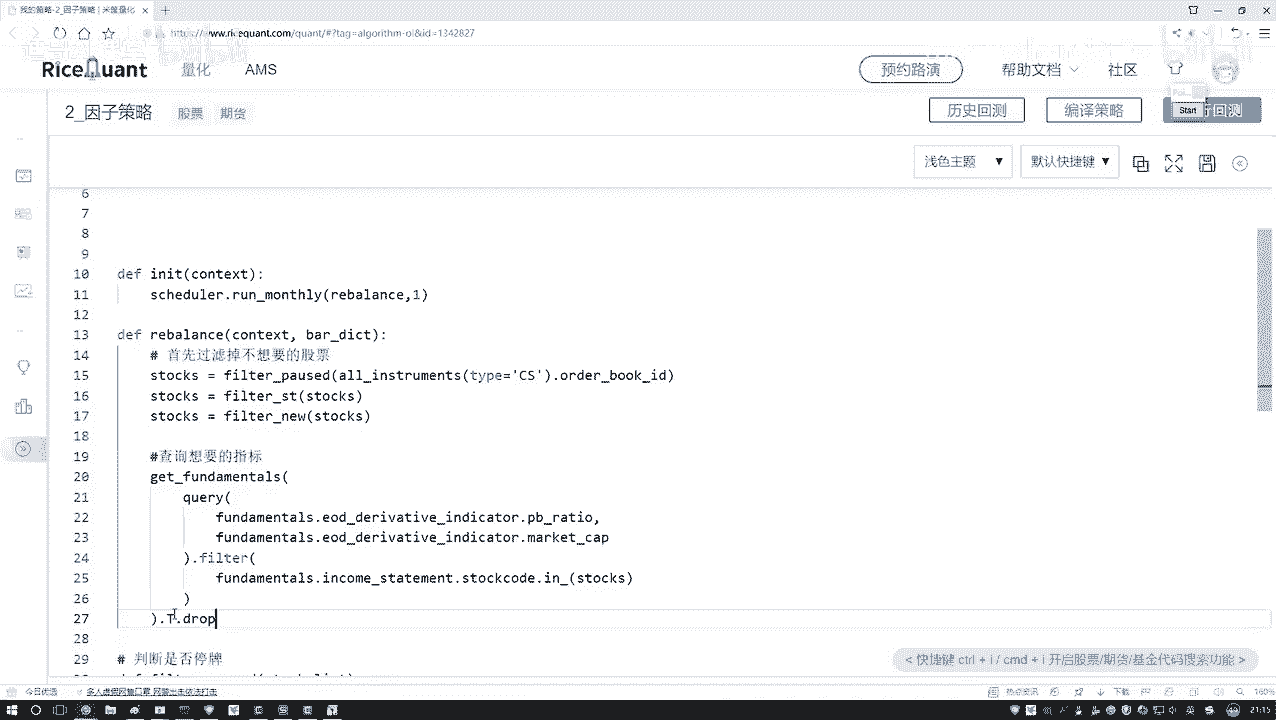 我的策略-2_因子策略 | 米筐量化
www.ricequant.com/quant/#?tag=algorithm-ol&id=1342827
RiceQuant 量化 AMS 预约路演 帮助文档 社区
2_因子策略 股票 期货 历史回测 编译策略 回测
Start
浅色主题 默认快捷键
6
7
8
9
10 def init(context):
11 scheduler.run_monthly(rebalance,1)
12
13 def rebalance(context, bar_dict):
14 # 首先过滤掉不想要的股票
15 stocks = filter_paused(all_instruments(type='CS').order_book_id)
16 stocks = filter_st(stocks)
17 stocks = filter_new(stocks)
18
19 #查询想要的指标
20 get_fundamentals(
21 query(
22 fundamentals.eod_derivative_indicator.pb_ratio,
23 fundamentals.eod_derivative_indicator.market_cap
24 ).filter(
25 fundamentals.income_statement.stockcode.in_(stocks)
26 )
27 ).T.drop
28
29 # 判断是否停牌
< 快捷键 ctrl + i / cmd + i 开启股票/期货/基金代码搜索功能 >
今日优选
下载 160%
21:15